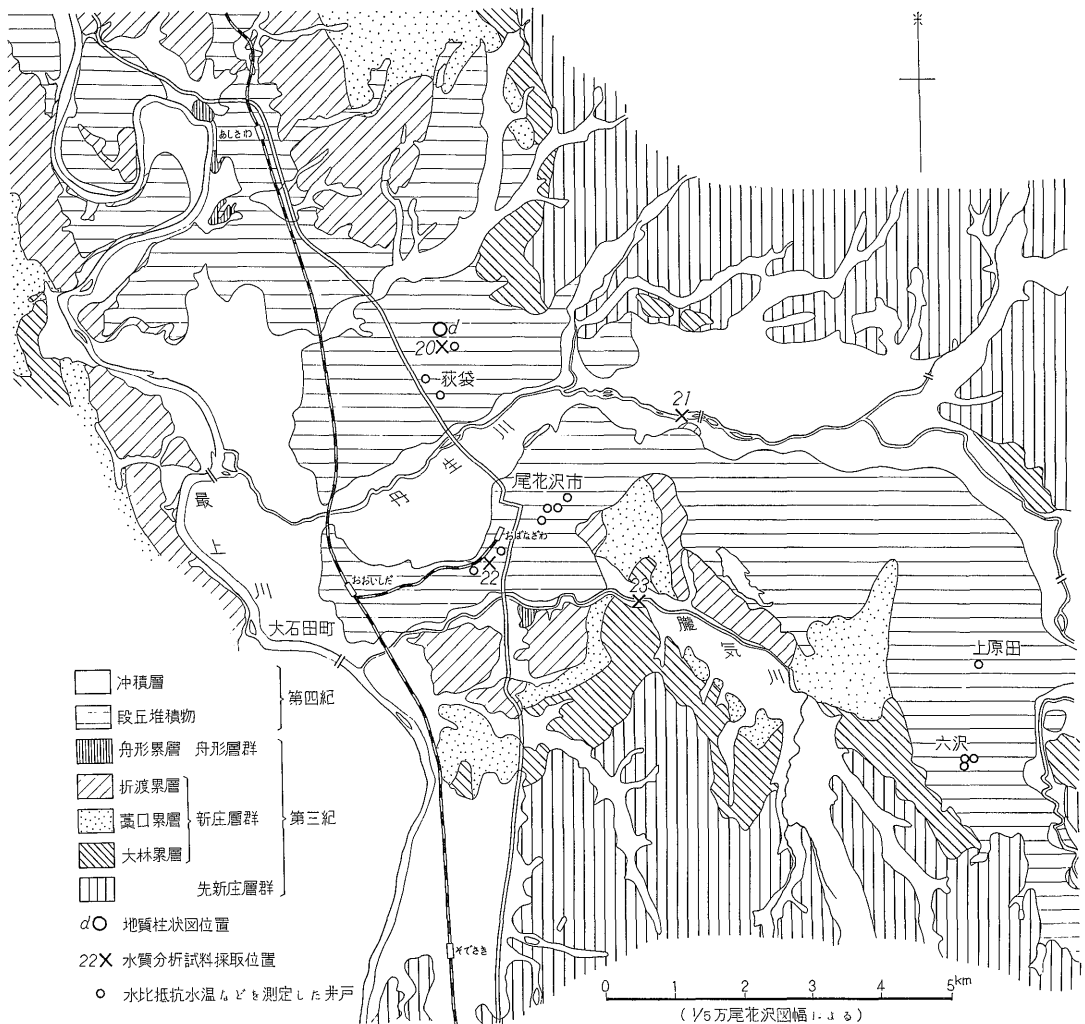 あしさわ
d
20×
荻袋
21
丹生川
尾花沢市
おばなざわ
22
最上川
おおいしだ
大石田町
23
朧気川
上原田
六沢
そでさき
冲積層
段丘堆積物
第四紀
舟形累層 舟形層群
折渡累層
藁口累層
大林累層
新庄層群
先新庄層群
第三紀
d○ 地質柱状図位置
22× 水質分析試料採取位置
○ 水比抵抗水温などを測定した井戸
0 1 2 3 4 5km
(1/5万尾花沢図幅による)